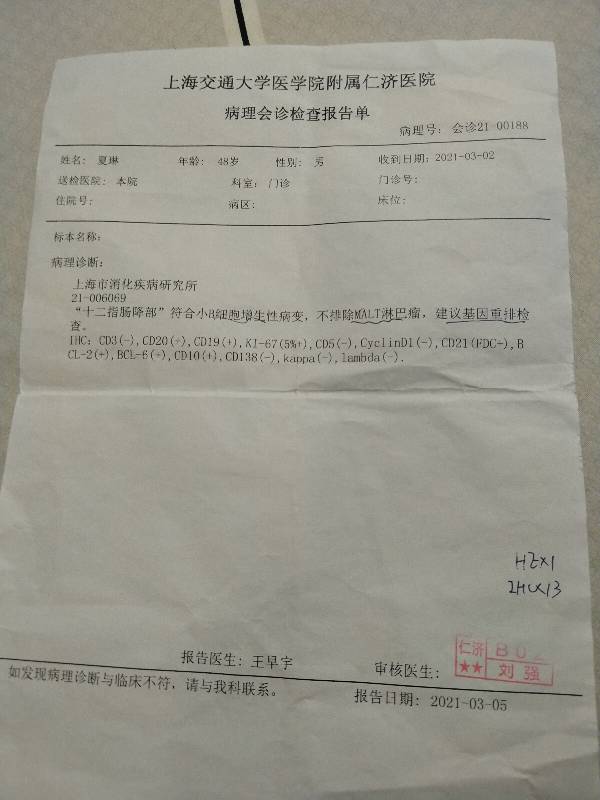 上海交通大学医学院附属仁济医院
病理会诊检查报告单
病理号: 会诊21-00188
姓名: 夏琳 年龄: 48岁 性别: 男 收到日期: 2021-03-02
送检医院: 本院 科室: 门诊 门诊号:
住院号: 病区: 床位:
标本名称:
病理诊断:
上海市消化疾病研究所
21-006069
“十二指肠降部”符合小B细胞增生性病变, 不排除MALT淋巴瘤, 建议基因重排检
查。
IHC: CD3(-), CD20(+), CD19(+), KI-67(5%+), CD5(-), CyclinD1(-), CD21(FDC+), B
CL-2(+), BCL-6(+), CD10(+), CD138(-), kappa(-), lambda(-).
HEX1
IHCX13
报告医生: 王早宇 审核医生: 仁济 刘强
如发现病理诊断与临床不符, 请与我科联系。 报告日期: 2021-03-05